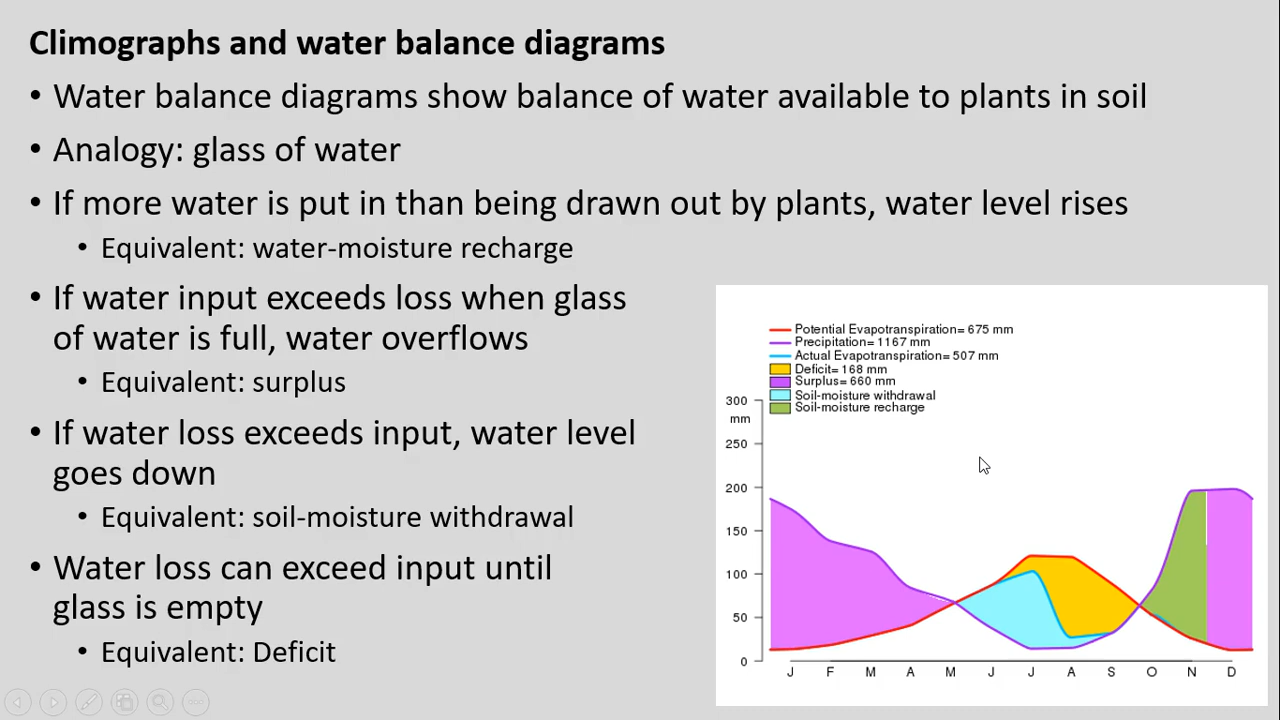 Climographs and water balance diagrams
• Water balance diagrams show balance of water available to plants in soil
• Analogy: glass of water
• If more water is put in than being drawn out by plants, water level rises
• Equivalent: water-moisture recharge
• If water input exceeds loss when glass
of water is full, water overflows
• Equivalent: surplus
• If water loss exceeds input, water level
goes down
• Equivalent: soil-moisture withdrawal
• Water loss can exceed input until
glass is empty
• Equivalent: Deficit
Potential Evapotranspiration= 675 mm
Precipitation= 1167 mm
Actual Evapotranspiration= 507 mm
Deficit= 168 mm
Surplus= 660 mm
Soil-moisture withdrawal
Soil-moisture recharge
300
mm
250
200
150
100
50
0
J F M A M J J A S O N D